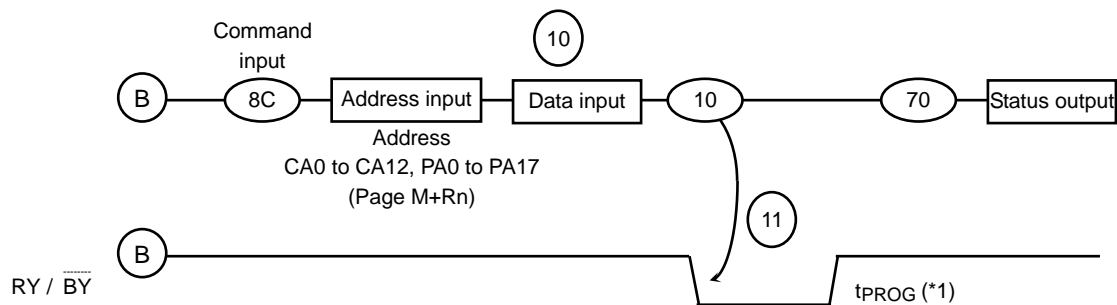 Command
input
10
B
8C
Address input
Data input
10
70
Status output
Address
CA0 to CA12, PA0 to PA17
(Page M+Rn)
11
B
RY / BY
tPROG (*1)